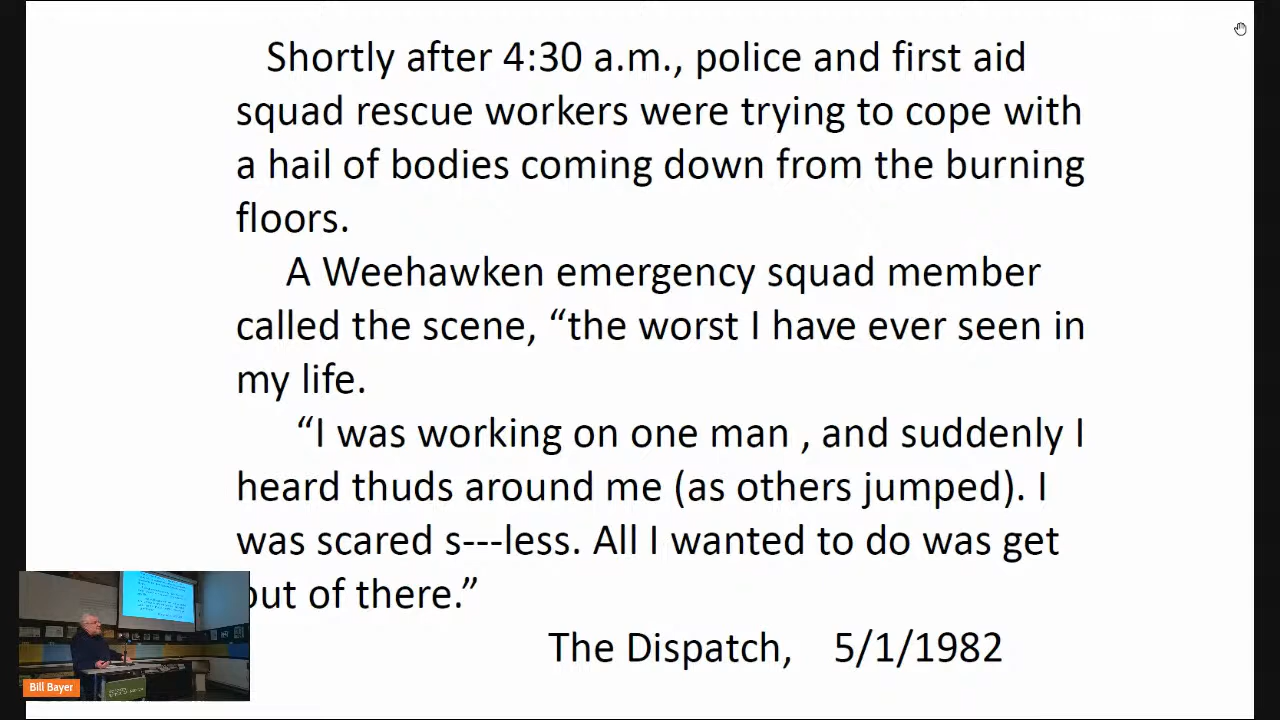 Shortly after 4:30 a.m., police and first aid
squad rescue workers were trying to cope with
a hail of bodies coming down from the burning
floors.
A Weehawken emergency squad member
called the scene, “the worst I have ever seen in
my life.
“I was working on one man , and suddenly I
heard thuds around me (as others jumped). I
was scared s---less. All I wanted to do was get
out of there.”
The Dispatch, 5/1/1982
Bill Bayer